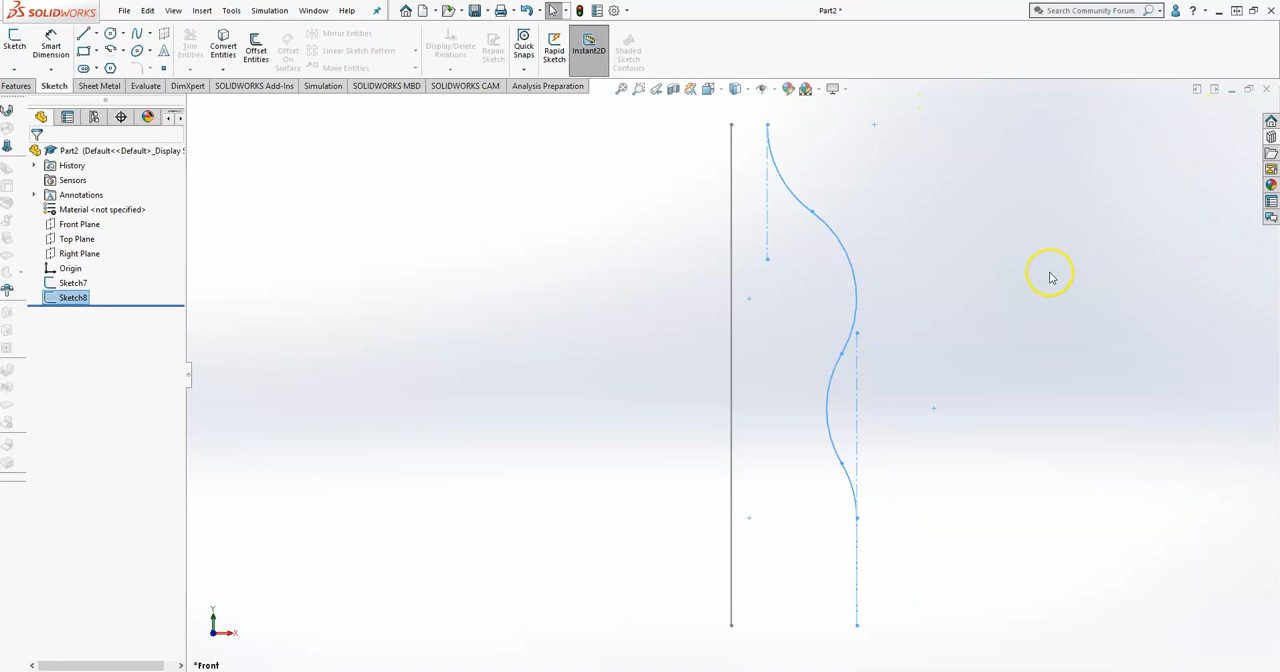 SOLIDWORKS File Edit View Insert Tools Simulation Window Help Part2 * Search Community Forum ?
Sketch Smart Dimension Trim Entities Convert Entities Offset Entities Offset On Surface Mirror Entities Linear Sketch Pattern Move Entities Display/Delete Relations Repair Sketch Quick Snaps Rapid Sketch Instant2D Shaded Sketch Contours
Features Sketch Sheet Metal Evaluate DimXpert SOLIDWORKS Add-Ins Simulation SOLIDWORKS MBD SOLIDWORKS CAM Analysis Preparation
Part2 (Default<<Default>_Display S
History
Sensors
Annotations
Material <not specified>
Front Plane
Top Plane
Right Plane
Origin
Sketch7
Sketch8
Y
X
*Front